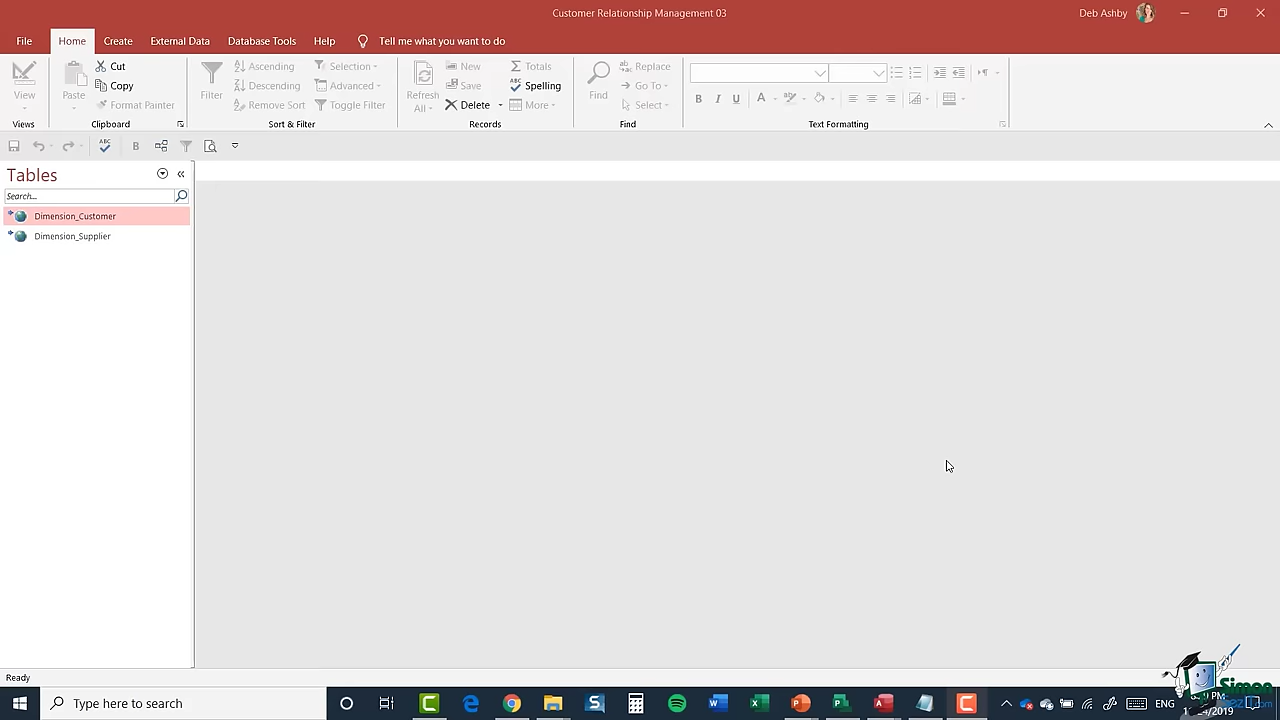 Customer Relationship Management 03
Deb Ashby
File Home Create External Data Database Tools Help Tell me what you want to do
View
Views
Paste
Cut
Copy
Format Painter
Clipboard
Filter
Ascending
Descending
Remove Sort
Selection
Advanced
Toggle Filter
Sort & Filter
Refresh All
New
Save
Delete
Totals
Spelling
More
Records
Find
Replace
Go To
Select
Find
B I U A
Text Formatting
Tables
Search...
Dimension_Customer
Dimension_Supplier
Ready
Type here to search
ENG
Simon